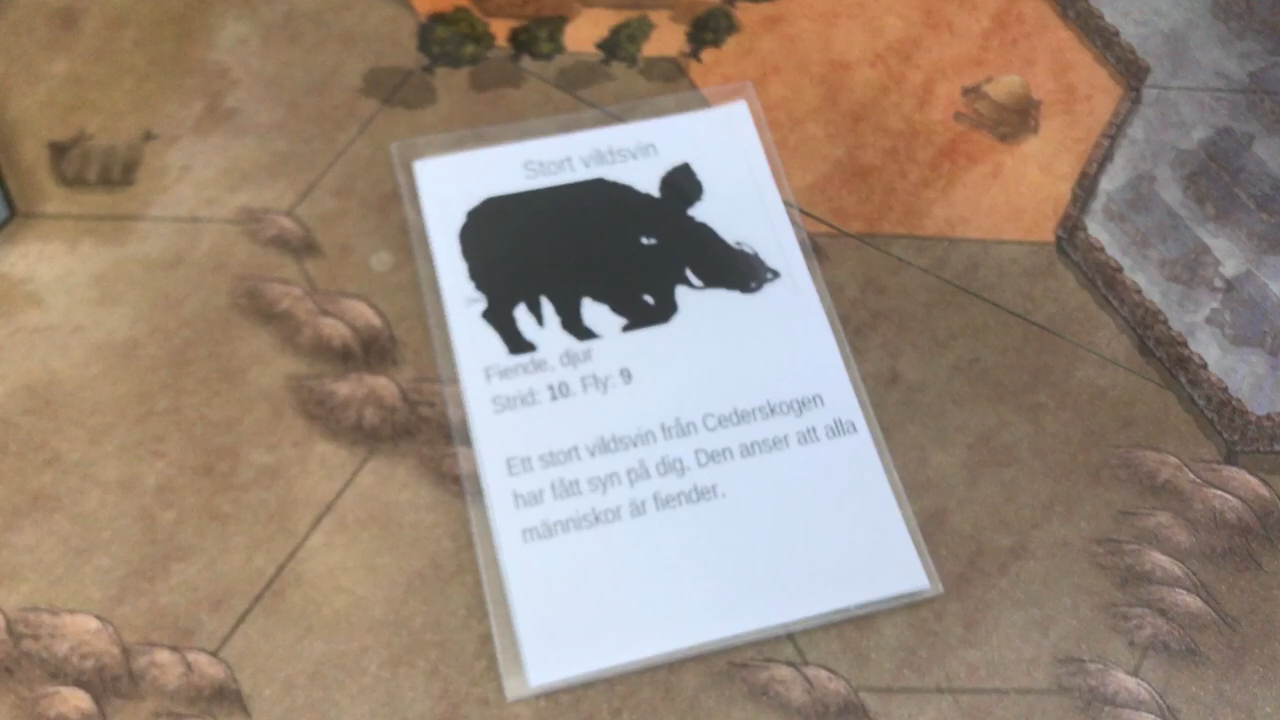 Stort vildsvin
Fiende, djur
Strid: 10. Fly: 9
Ett stort vildsvin från Cederskogen
har fått syn på dig. Den anser att alla
människor är fiender.